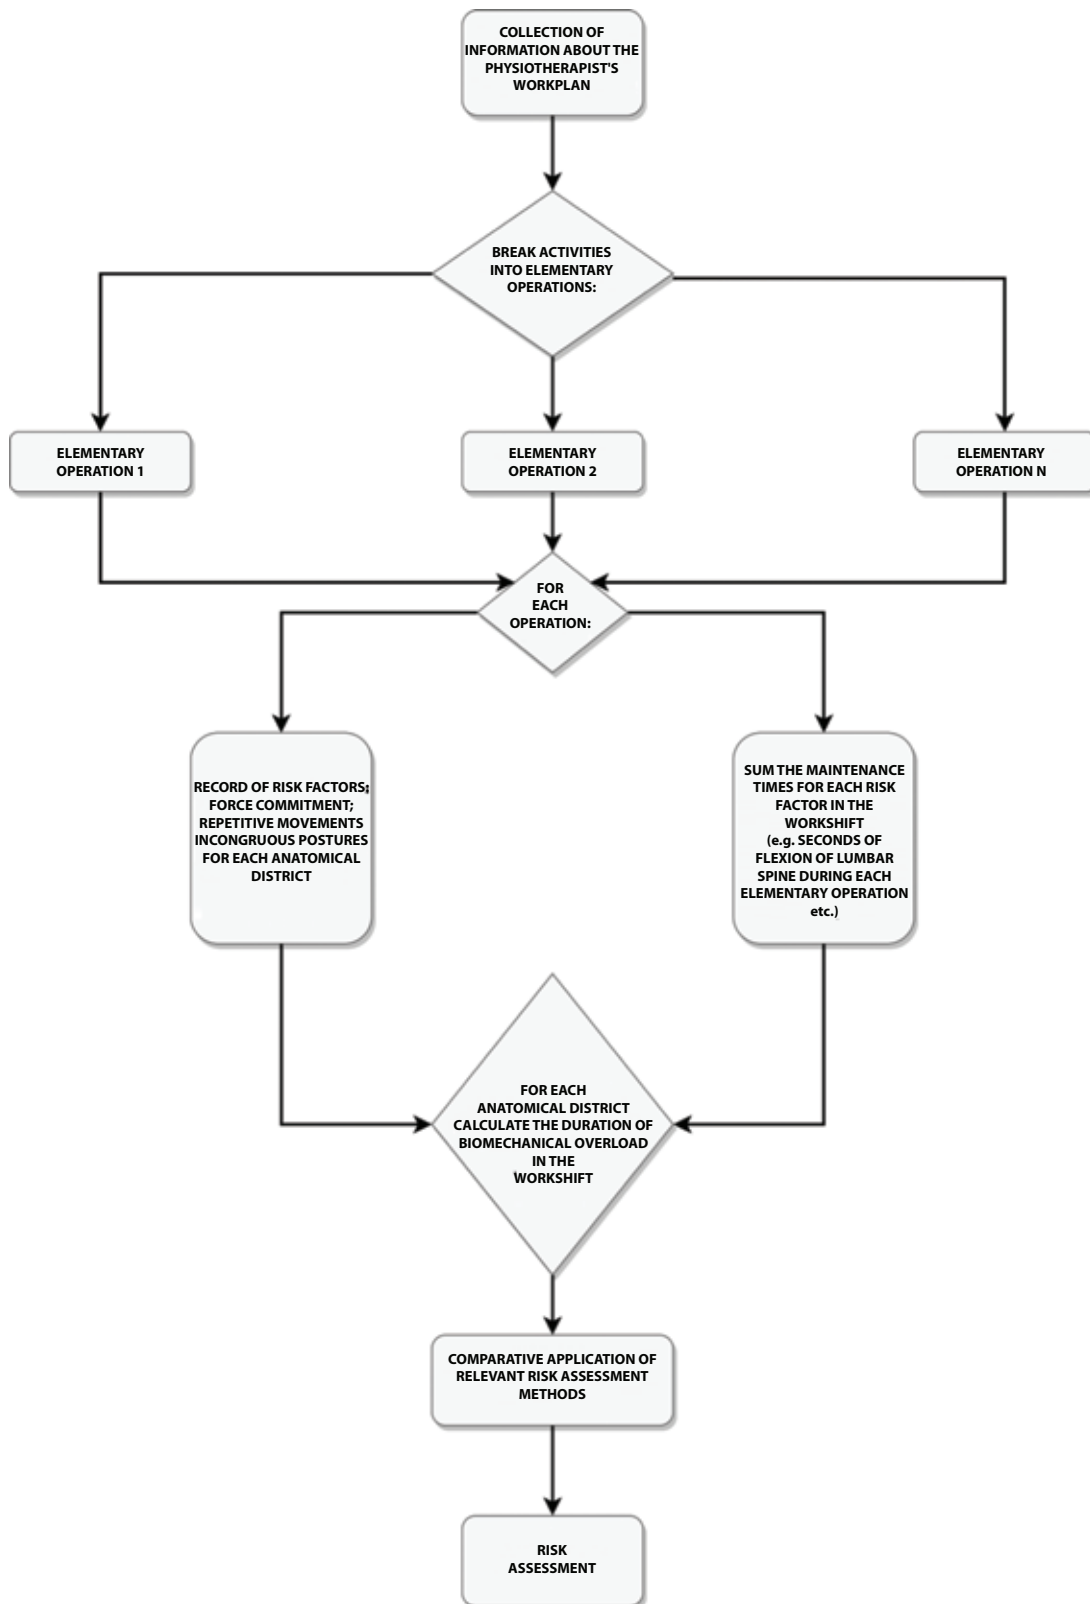 COLLECTION OF
INFORMATION ABOUT THE
PHYSIOTHERAPIST'S
WORKPLAN
BREAK ACTIVITIES
INTO ELEMENTARY
OPERATIONS:
ELEMENTARY
OPERATION 1
ELEMENTARY
OPERATION 2
ELEMENTARY
OPERATION N
FOR
EACH
OPERATION:
RECORD OF RISK FACTORS;
FORCE COMMITMENT;
REPETITIVE MOVEMENTS
INCONGRUOUS POSTURES
FOR EACH ANATOMICAL
DISTRICT
SUM THE MAINTENANCE
TIMES FOR EACH RISK
FACTOR IN THE
WORKSHIFT
(e.g. SECONDS OF
FLEXION OF LUMBAR
SPINE DURING EACH
ELEMENTARY OPERATION
etc.)
FOR EACH
ANATOMICAL DISTRICT
CALCULATE THE DURATION OF
BIOMECHANICAL OVERLOAD
IN THE
WORKSHIFT
COMPARATIVE APPLICATION OF
RELEVANT RISK ASSESSMENT
METHODS
RISK
ASSESSMENT